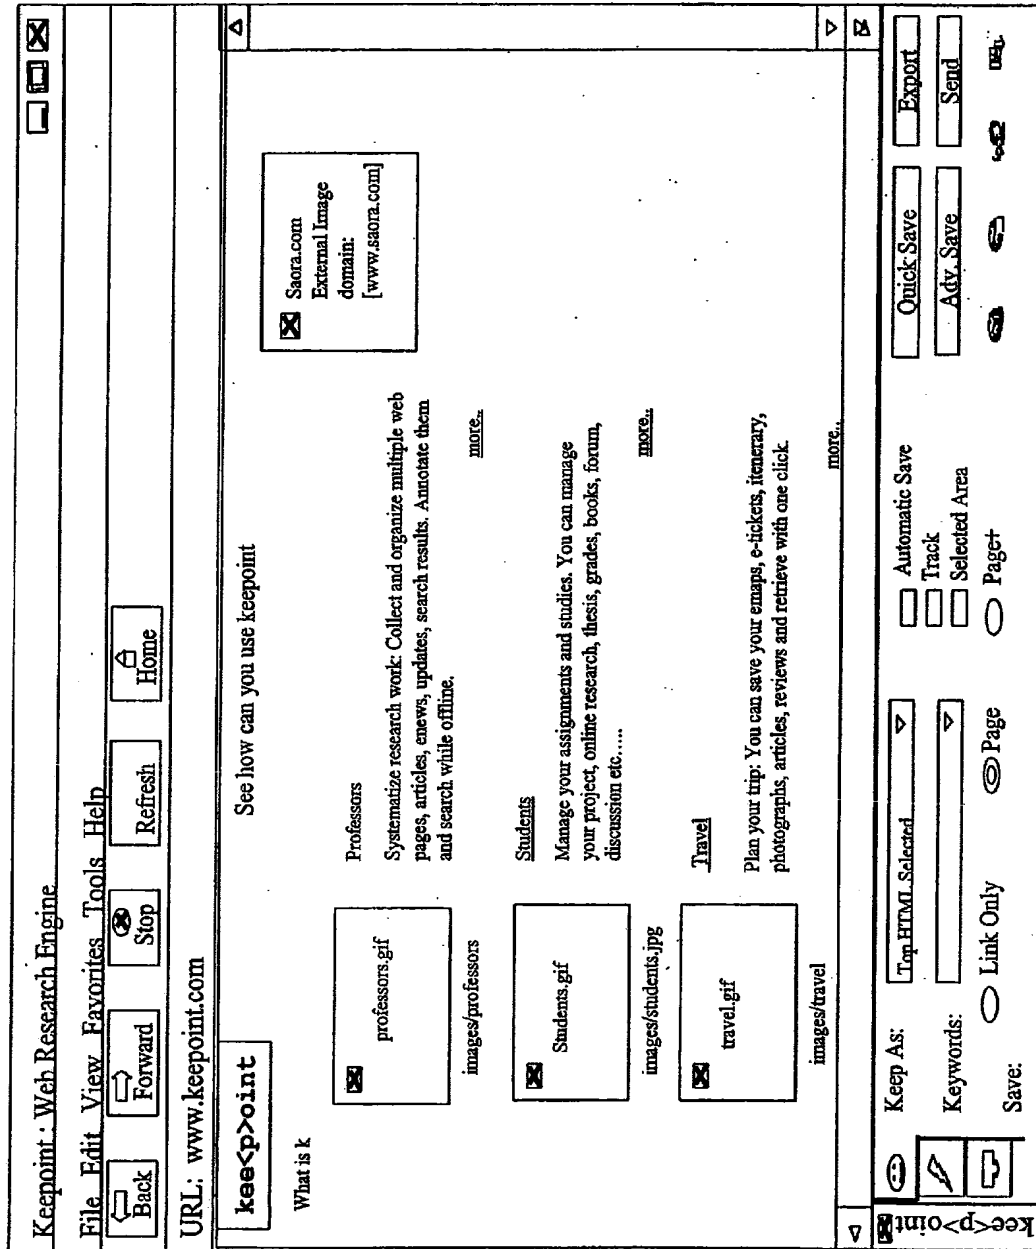 Keepoint : Web Research Engine
File Edit View Favorites Tools Help
Back Forward Stop Refresh Home
URL: www.keepoint.com
kee<p>oint
See how can you use keepoint
What is k
Saora.com
External Image
domain:
[www.saora.com]
professors.gif
images/professors
Professors
Systematize research work: Collect and organize multiple web
pages, articles, enews, updates, search results. Annotate them
and search while offline.
more..
Students.gif
images/students.jpg
Students
Manage your assignments and studies. You can manage
your project, online research, thesis, grades, books, forum,
discussion etc.....
more..
travel.gif
images/travel
Travel
Plan your trip: You can save your emaps, e-tickets, itenerary,
photographs, articles, reviews and retrieve with one click.
more..
kee<p>oint
Keep As: Top HTML Selected
Automatic Save
Track
Selected Area
Quick Save Export
Keywords:
Adv. Save Send
Save: Link Only Page Page+